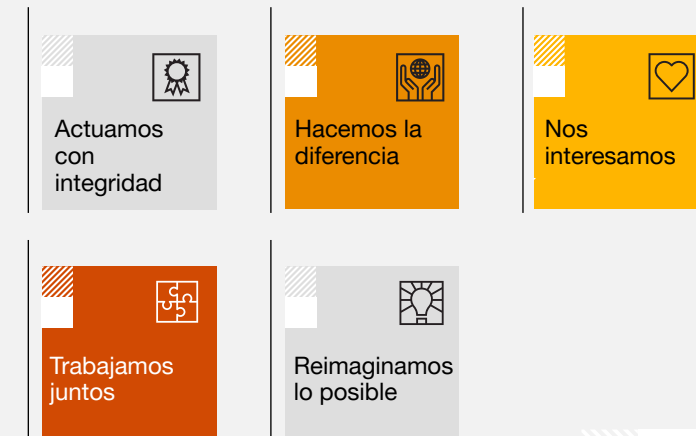 Actuamos
con
integridad
Hacemos la
diferencia
Nos
interesamos
Trabajamos
juntos
Reimaginamos
lo posible